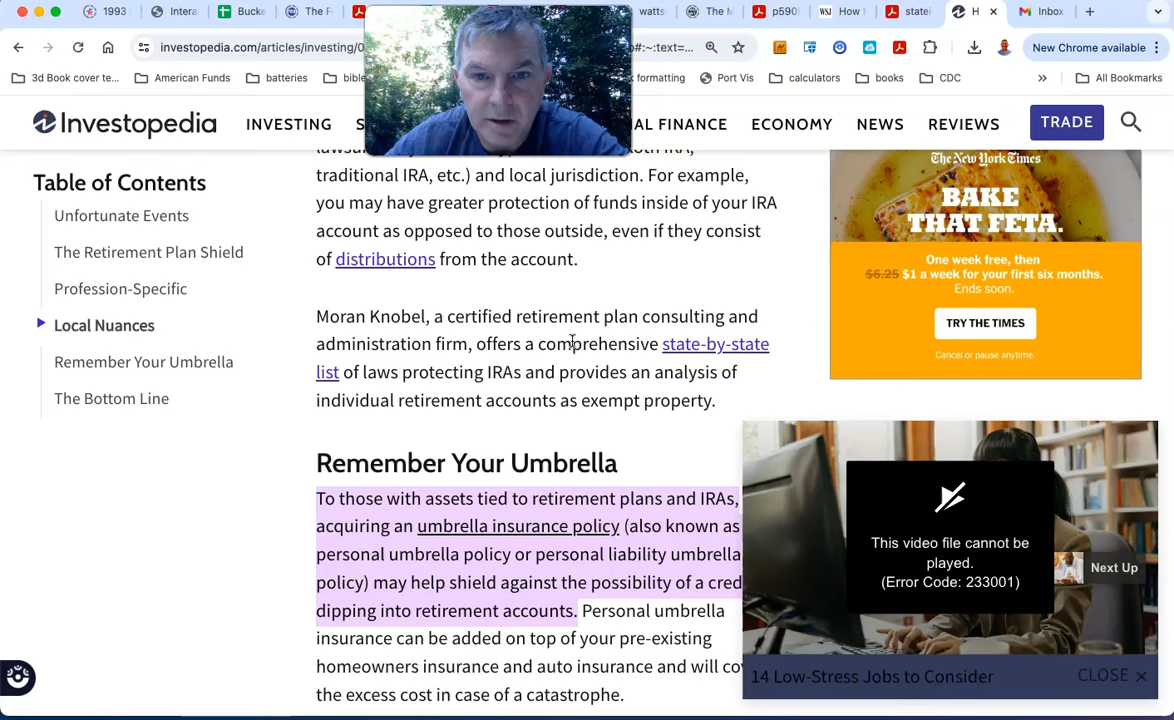 1993
Intera
Bucke
The F
watts
The M
p590l
WSJ
How I
statei
H
Inbox
investopedia.com/articles/investing/0
o#:~:text=...
New Chrome available
3d Book cover te...
American Funds
batteries
formatting
Port Vis
calculators
books
CDC
All Bookmarks
Investopedia
INVESTING
S
AL FINANCE
ECONOMY
NEWS
REVIEWS
TRADE
Table of Contents
Unfortunate Events
The Retirement Plan Shield
Profession-Specific
Local Nuances
Remember Your Umbrella
The Bottom Line
traditional IRA, etc.) and local jurisdiction. For example,
you may have greater protection of funds inside of your IRA
account as opposed to those outside, even if they consist
of distributions from the account.
Moran Knobel, a certified retirement plan consulting and
administration firm, offers a comprehensive state-by-state
list of laws protecting IRAs and provides an analysis of
individual retirement accounts as exempt property.
Remember Your Umbrella
To those with assets tied to retirement plans and IRAs,
acquiring an umbrella insurance policy (also known as
personal umbrella policy or personal liability umbrella
policy) may help shield against the possibility of a cred
dipping into retirement accounts. Personal umbrella
insurance can be added on top of your pre-existing
homeowners insurance and auto insurance and will cov
the excess cost in case of a catastrophe.
The New York Times
BAKE
THAT FETA.
One week free, then
$6.25 $1 a week for your first six months.
Ends soon.
TRY THE TIMES
Cancel or pause anytime.
This video file cannot be
played.
(Error Code: 233001)
Next Up
14 Low-Stress Jobs to Consider
CLOSE